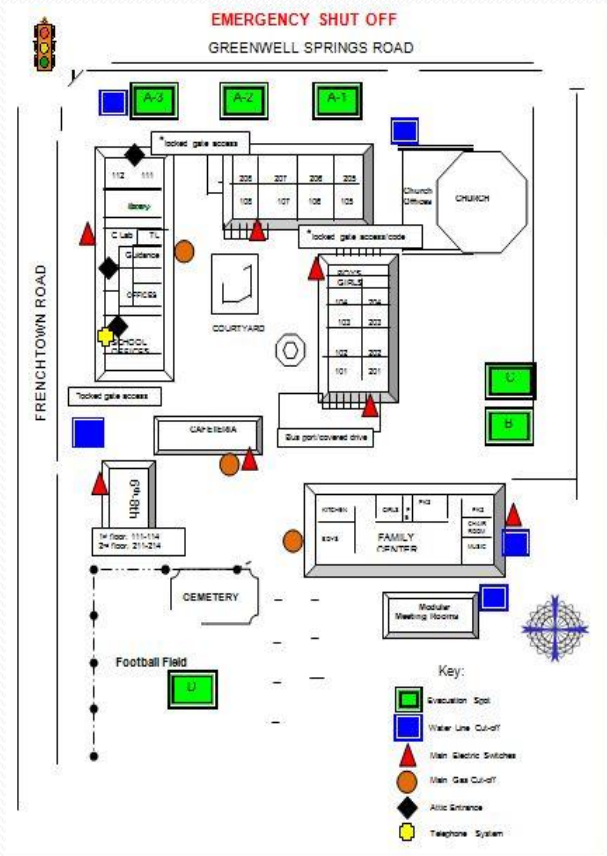 EMERGENCY SHUT OFF
GREENWELL SPRINGS ROAD
A-3
A-2
A-1
*locked gate access
112
111
library
C Lab
TL
Guidance
OFFICES
SCHOOL
OFFICES
206
207
206
205
108
107
106
105
Church
Offices
CHURCH
*locked gate access/code
BOYS
GIRLS
104
204
103
203
102
202
101
201
COURTYARD
FRENCHTOWN ROAD
*locked gate access
C
B
CAFETERIA
Bus port/covered drive
6th-8th
1st floor, 111-114
2nd floor, 211-214
KITCHEN
GIRLS
PK3
CHAIR
ROOM
BOYS
FAMILY
CENTER
MUSIC
CEMETERY
Modular
Meeting Rooms
Football Field
D
Key:
Evacuation Spot
Water Line Cut-off
Main Electric Switches
Main Gas Cut-off
Attic Entrance
Telephone System